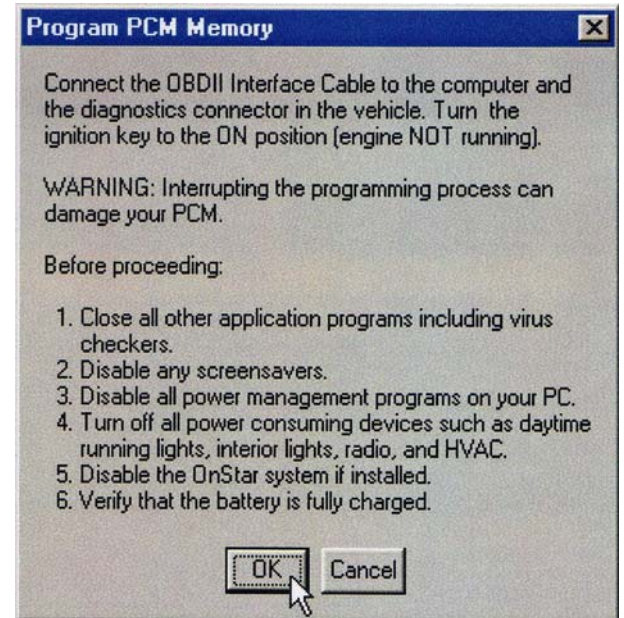 Program PCM Memory
Connect the OBDII Interface Cable to the computer and
the diagnostics connector in the vehicle. Turn  the
ignition key to the ON position (engine NOT running).
WARNING: Interrupting the programming process can
damage your PCM.
Before proceeding:
1. Close all other application programs including virus
checkers.
2. Disable any screensavers.
3. Disable all power management programs on your PC.
4. Turn off all power consuming devices such as daytime
running lights, interior lights, radio, and HVAC.
5. Disable the OnStar system if installed.
6. Verify that the battery is fully charged.
OK Cancel